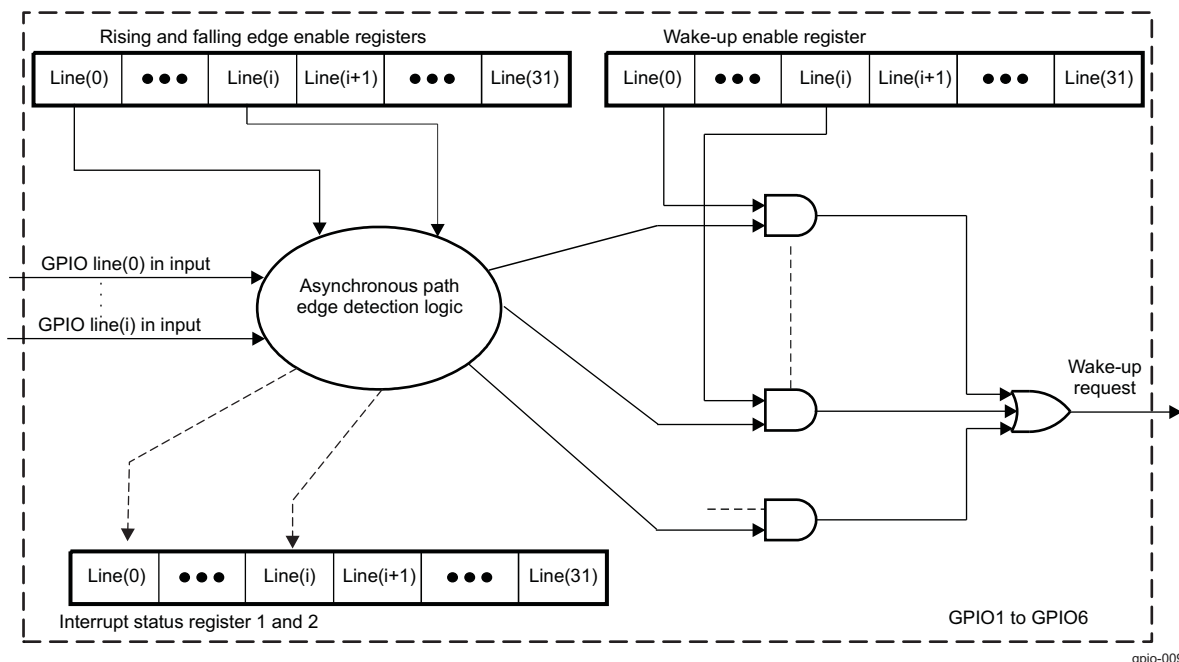 Rising and falling edge enable registers
Wake-up enable register
Line(0) ●●● Line(i) Line(i+1) ●●● Line(31)
Line(0) ●●● Line(i) Line(i+1) ●●● Line(31)
GPIO line(0) in input
GPIO line(i) in input
Asynchronous path
edge detection logic
Wake-up
request
Line(0) ●●● Line(i) Line(i+1) ●●● Line(31)
Interrupt status register 1 and 2
GPIO1 to GPIO6
gpio-009